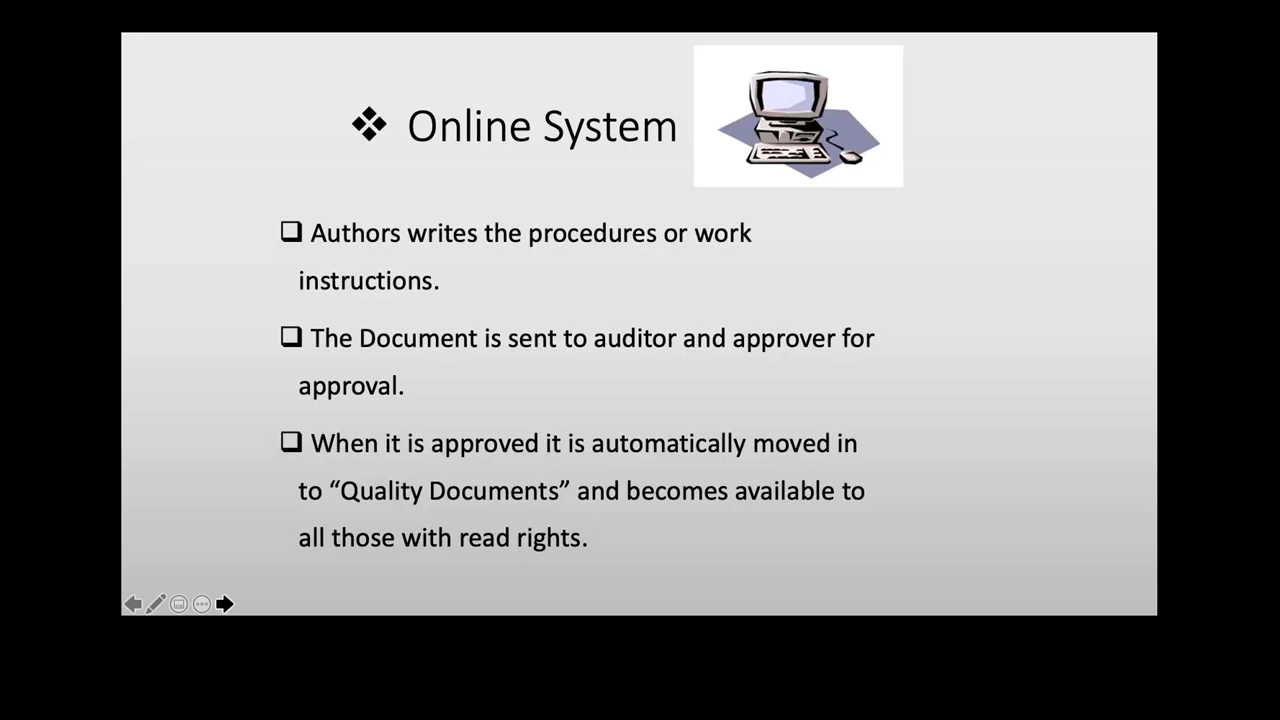 ❖ Online System
❑ Authors writes the procedures or work
instructions.
❑ The Document is sent to auditor and approver for
approval.
❑ When it is approved it is automatically moved in
to “Quality Documents” and becomes available to
all those with read rights.